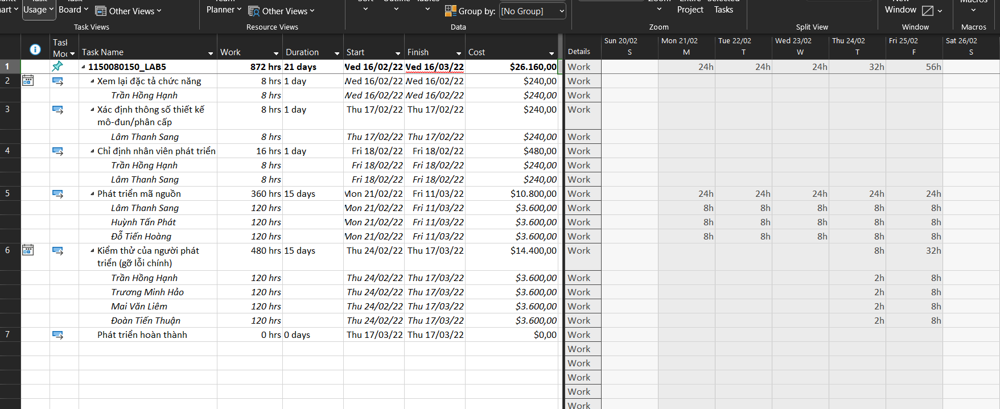 Usage Board Other Views Planner Other Views Group by: [No Group] Project Tasks Window Macros
Task Views Resource Views Data Zoom Split View Window Macros
Sun 20/02 Mon 21/02 Tue 22/02 Wed 23/02 Thu 24/02 Fri 25/02 Sat 26/02
Task Name Work Duration Start Finish Cost Details S M T W T F S
1 1150080150_LAB5 872 hrs 21 days Wed 16/02/22 Wed 16/03/22 $26.160,00 Work 24h 24h 24h 32h 56h
2 Xem lại đặc tả chức năng 8 hrs 1 day Wed 16/02/22 Wed 16/02/22 $240,00 Work
Trần Hồng Hạnh 8 hrs Wed 16/02/22 Wed 16/02/22 $240,00 Work
3 Xác định thông số thiết kế 8 hrs 1 day Thu 17/02/22 Thu 17/02/22 $240,00 Work
mô-đun/phân cấp
Lâm Thanh Sang 8 hrs Thu 17/02/22 Thu 17/02/22 $240,00 Work
4 Chỉ định nhân viên phát triển 16 hrs 1 day Fri 18/02/22 Fri 18/02/22 $480,00 Work
Trần Hồng Hạnh 8 hrs Fri 18/02/22 Fri 18/02/22 $240,00 Work
Lâm Thanh Sang 8 hrs Fri 18/02/22 Fri 18/02/22 $240,00 Work
5 Phát triển mã nguồn 360 hrs 15 days Mon 21/02/22 Fri 11/03/22 $10.800,00 Work 24h 24h 24h 24h 24h
Lâm Thanh Sang 120 hrs Mon 21/02/22 Fri 11/03/22 $3.600,00 Work 8h 8h 8h 8h 8h
Huỳnh Tấn Phát 120 hrs Mon 21/02/22 Fri 11/03/22 $3.600,00 Work 8h 8h 8h 8h 8h
Đỗ Tiến Hoàng 120 hrs Mon 21/02/22 Fri 11/03/22 $3.600,00 Work 8h 8h 8h 8h 8h
6 Kiểm thử của người phát 480 hrs 15 days Thu 24/02/22 Thu 17/03/22 $14.400,00 Work 8h 32h
triển (gỡ lỗi chính)
Trần Hồng Hạnh 120 hrs Thu 24/02/22 Thu 17/03/22 $3.600,00 Work 2h 8h
Trương Minh Hảo 120 hrs Thu 24/02/22 Thu 17/03/22 $3.600,00 Work 2h 8h
Mai Văn Liêm 120 hrs Thu 24/02/22 Thu 17/03/22 $3.600,00 Work 2h 8h
Đoàn Tiến Thuận 120 hrs Thu 24/02/22 Thu 17/03/22 $3.600,00 Work 2h 8h
7 Phát triển hoàn thành 0 hrs 0 days Thu 17/03/22 Thu 17/03/22 $0,00 Work
Work
Work
Work
Work
Work